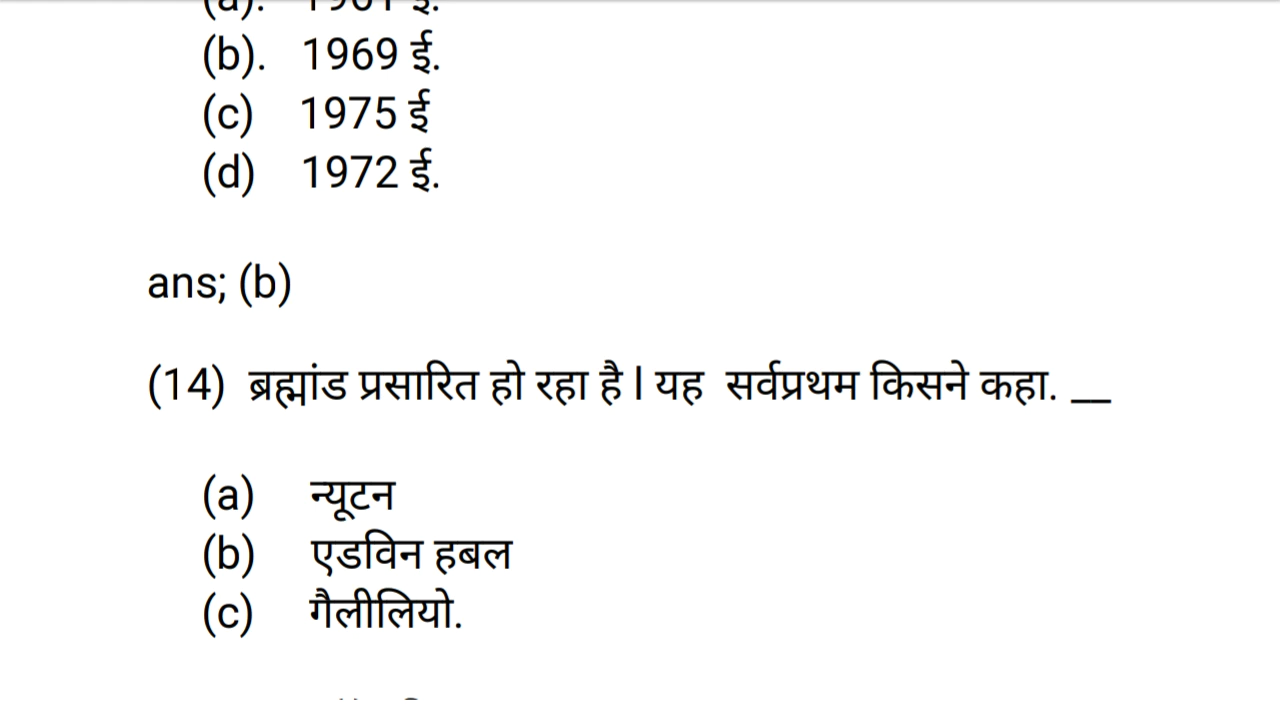 (b). 1969 ई.
(c) 1975 ई
(d) 1972 ई.
ans; (b)
(14) ब्रह्मांड प्रसारित हो रहा है l यह सर्वप्रथम किसने कहा. __
(a) न्यूटन
(b) एडविन हबल
(c) गैलीलियो.